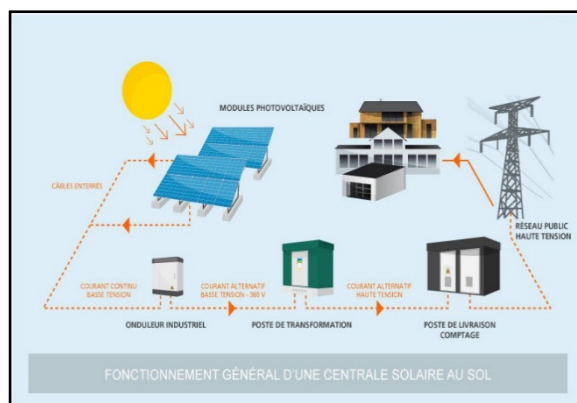 MODULES PHOTOVOLTAÏQUES
CÂBLES ENTERRÉS
RÉSEAU PUBLIC
HAUTE TENSION
COURANT CONTINU
BASSE TENSION
COURANT ALTERNATIF
BASSE TENSION - 380 V
COURANT ALTERNATIF
HAUTE TENSION
ONDULEUR INDUSTRIEL
POSTE DE TRANSFORMATION
POSTE DE LIVRAISON
COMPTAGE
FONCTIONNEMENT GÉNÉRAL D'UNE CENTRALE SOLAIRE AU SOL